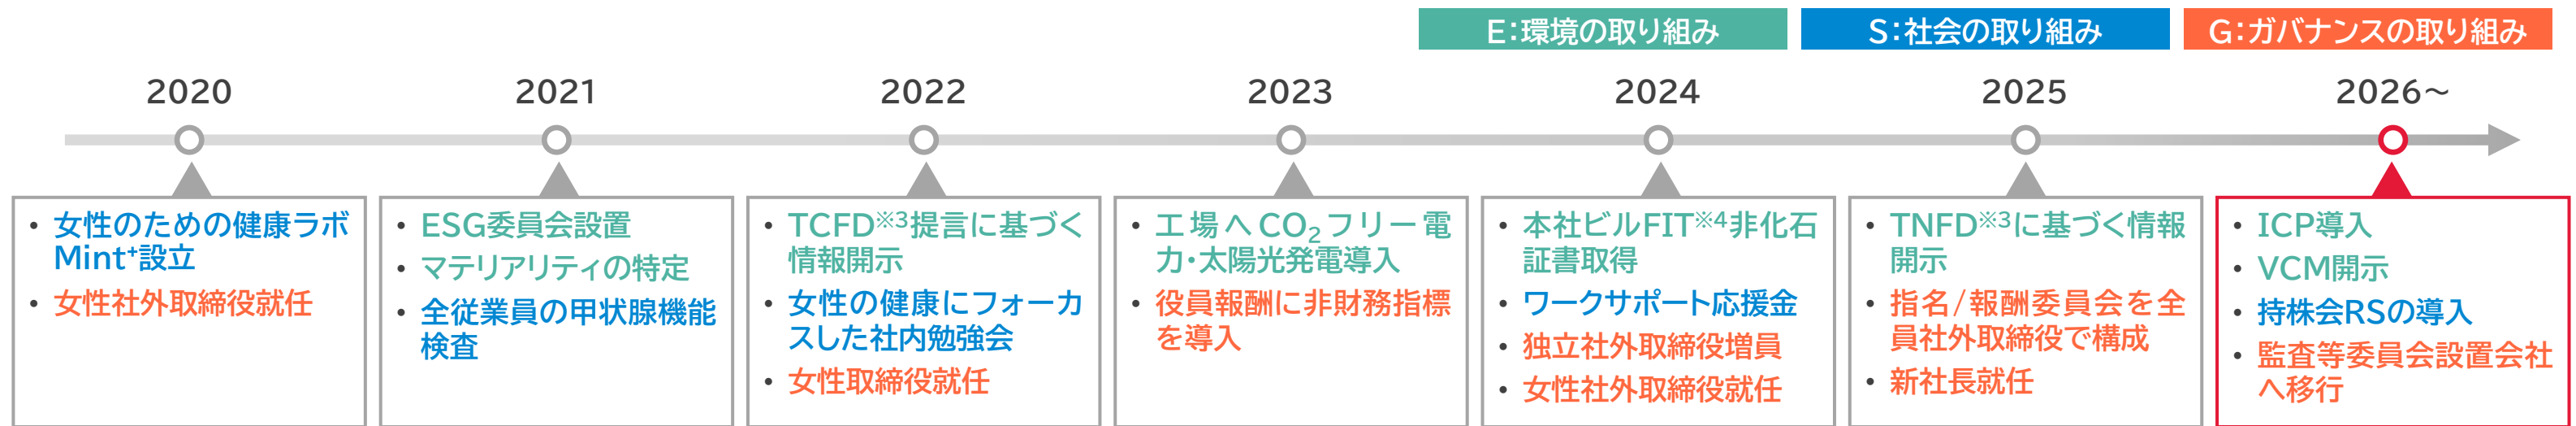 E：環境の取り組み
S：社会の取り組み
G：ガバナンスの取り組み
2020
2021
2022
2023
2024
2025
2026～
• 女性のための健康ラボ
Mint⁺設立
• 女性社外取締役就任
• ESG委員会設置
• マテリアリティの特定
• 全従業員の甲状腺機能
検査
• TCFD※3提言に基づく
情報開示
• 女性の健康にフォーカ
スした社内勉強会
• 女性取締役就任
• 工場へCO₂フリー電
力・太陽光発電導入
• 役員報酬に非財務指標
を導入
• 本社ビルFIT※4非化石
証書取得
• ワークサポート応援金
• 独立社外取締役増員
• 女性社外取締役就任
• TNFD※3に基づく情報
開示
• 指名/報酬委員会を全
員社外取締役で構成
• 新社長就任
• ICP導入
• VCM開示
• 持株会RSの導入
• 監査等委員会設置会社
へ移行